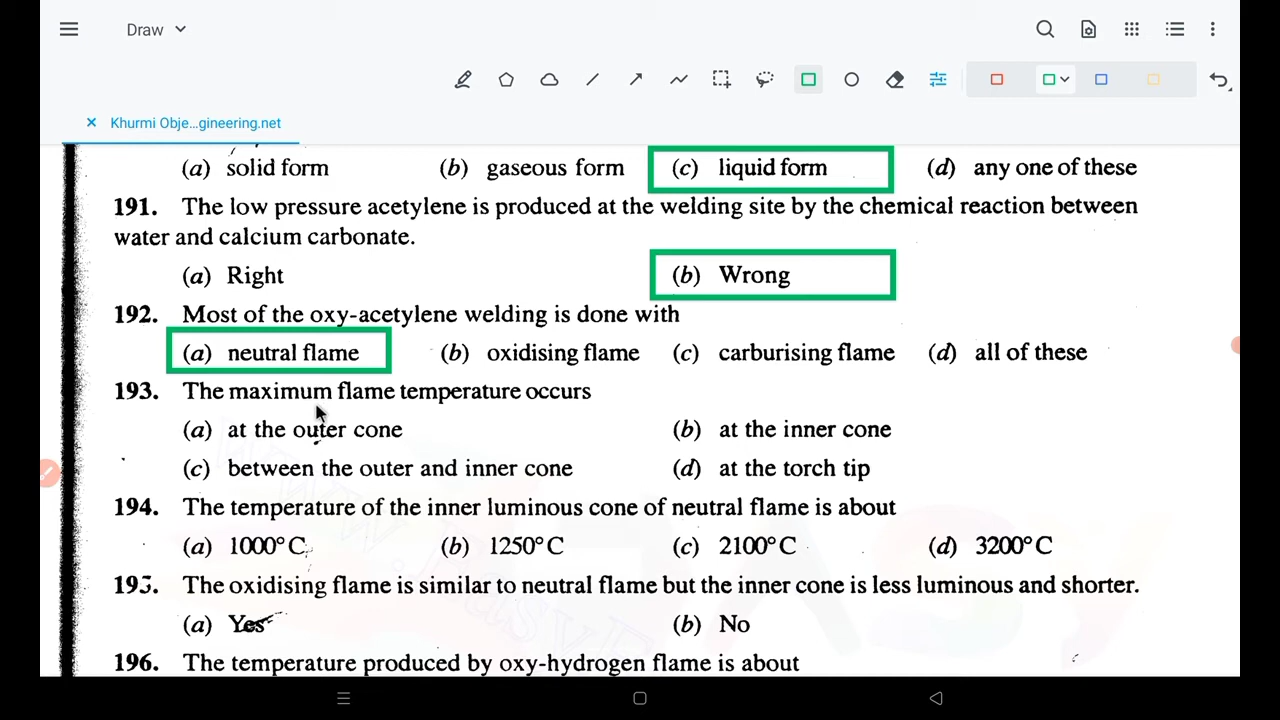 Draw
Khurmi Obje...gineering.net
(a) solid form (b) gaseous form (c) liquid form (d) any one of these
191. The low pressure acetylene is produced at the welding site by the chemical reaction between
water and calcium carbonate.
(a) Right (b) Wrong
192. Most of the oxy-acetylene welding is done with
(a) neutral flame (b) oxidising flame (c) carburising flame (d) all of these
193. The maximum flame temperature occurs
(a) at the outer cone (b) at the inner cone
(c) between the outer and inner cone (d) at the torch tip
194. The temperature of the inner luminous cone of neutral flame is about
(a) 1000°C (b) 1250°C (c) 2100°C (d) 3200°C
195. The oxidising flame is similar to neutral flame but the inner cone is less luminous and shorter.
(a) Yes (b) No
196. The temperature produced by oxy-hydrogen flame is about